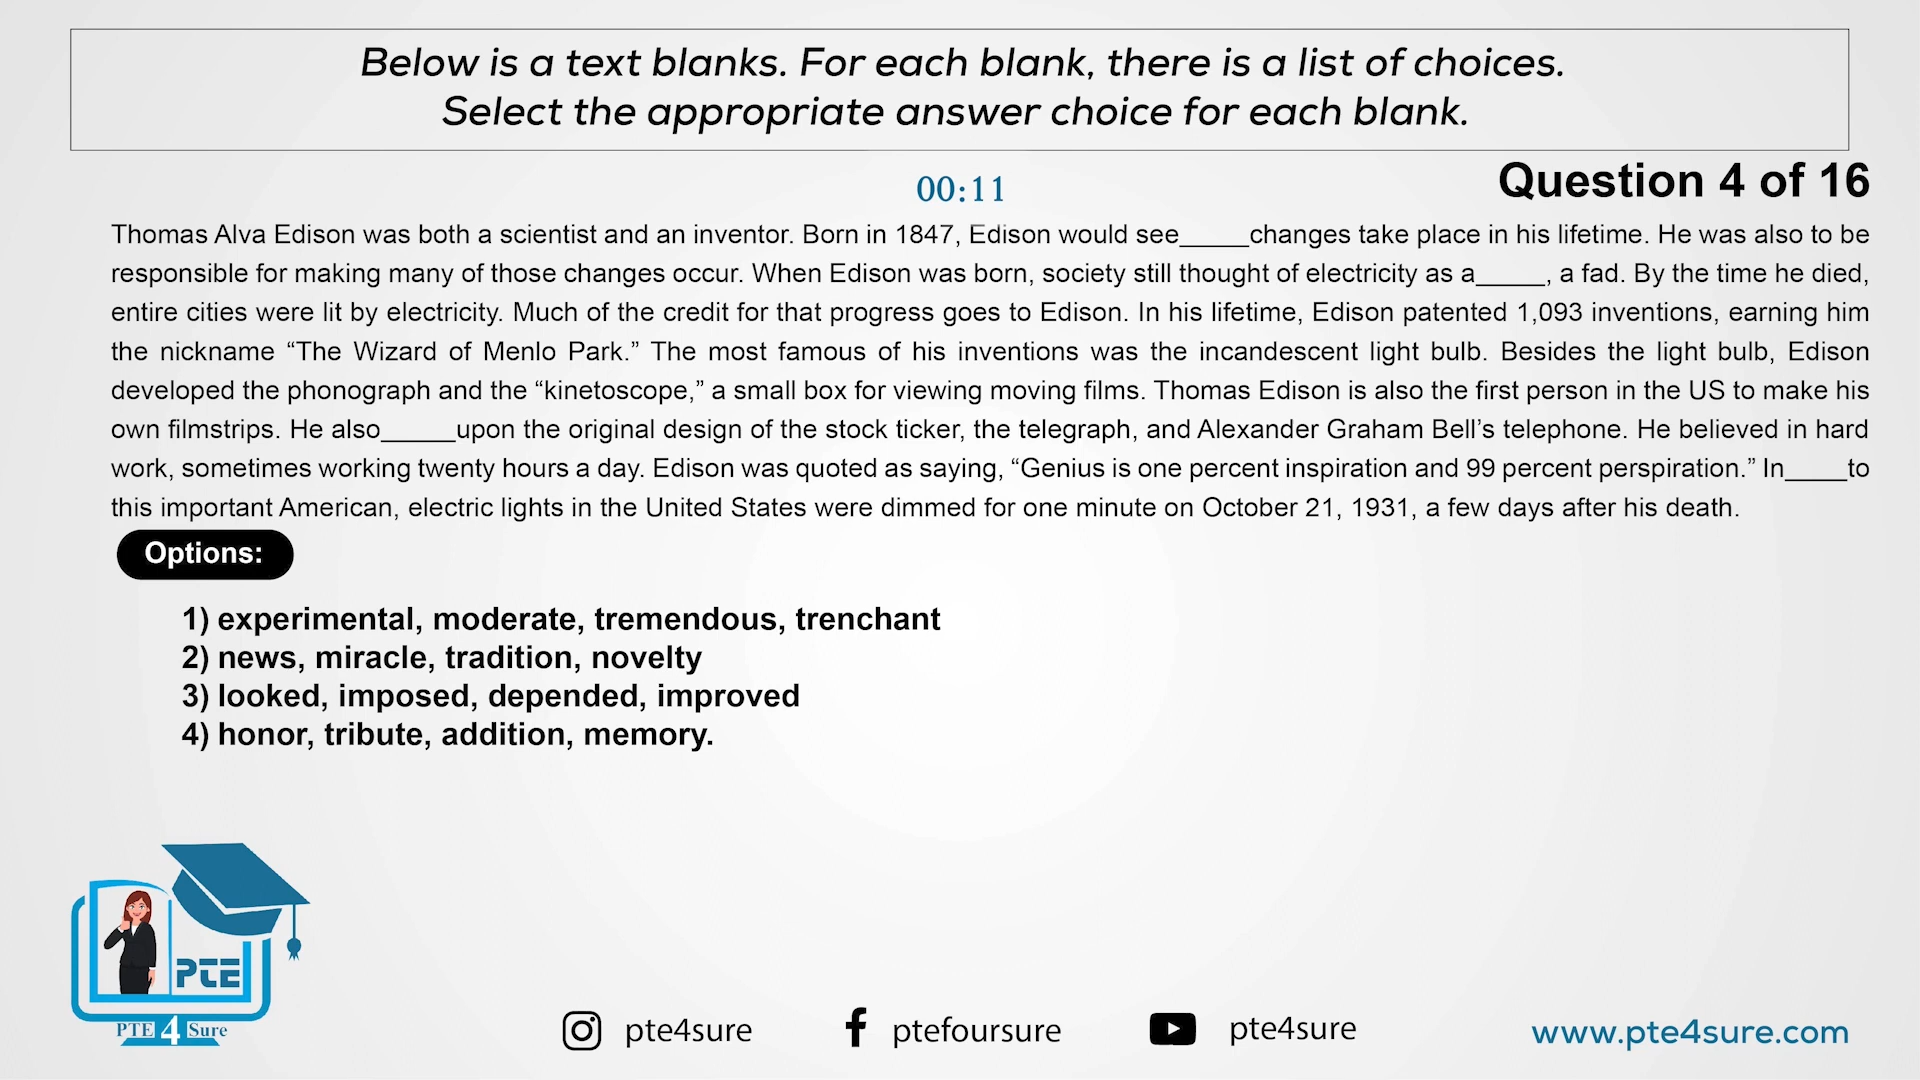 Below is a text blanks. For each blank, there is a list of choices.
Select the appropriate answer choice for each blank.
00:11
Question 4 of 16
Thomas Alva Edison was both a scientist and an inventor. Born in 1847, Edison would see_____changes take place in his lifetime. He was also to be
responsible for making many of those changes occur. When Edison was born, society still thought of electricity as a_____, a fad. By the time he died,
entire cities were lit by electricity. Much of the credit for that progress goes to Edison. In his lifetime, Edison patented 1,093 inventions, earning him
the nickname “The Wizard of Menlo Park.” The most famous of his inventions was the incandescent light bulb. Besides the light bulb, Edison
developed the phonograph and the “kinetoscope,” a small box for viewing moving films. Thomas Edison is also the first person in the US to make his
own filmstrips. He also_____upon the original design of the stock ticker, the telegraph, and Alexander Graham Bell’s telephone. He believed in hard
work, sometimes working twenty hours a day. Edison was quoted as saying, “Genius is one percent inspiration and 99 percent perspiration.” In____to
this important American, electric lights in the United States were dimmed for one minute on October 21, 1931, a few days after his death.
Options:
1) experimental, moderate, tremendous, trenchant
2) news, miracle, tradition, novelty
3) looked, imposed, depended, improved
4) honor, tribute, addition, memory.
PTE
PTE 4 Sure
pte4sure
ptefoursure
pte4sure
www.pte4sure.com